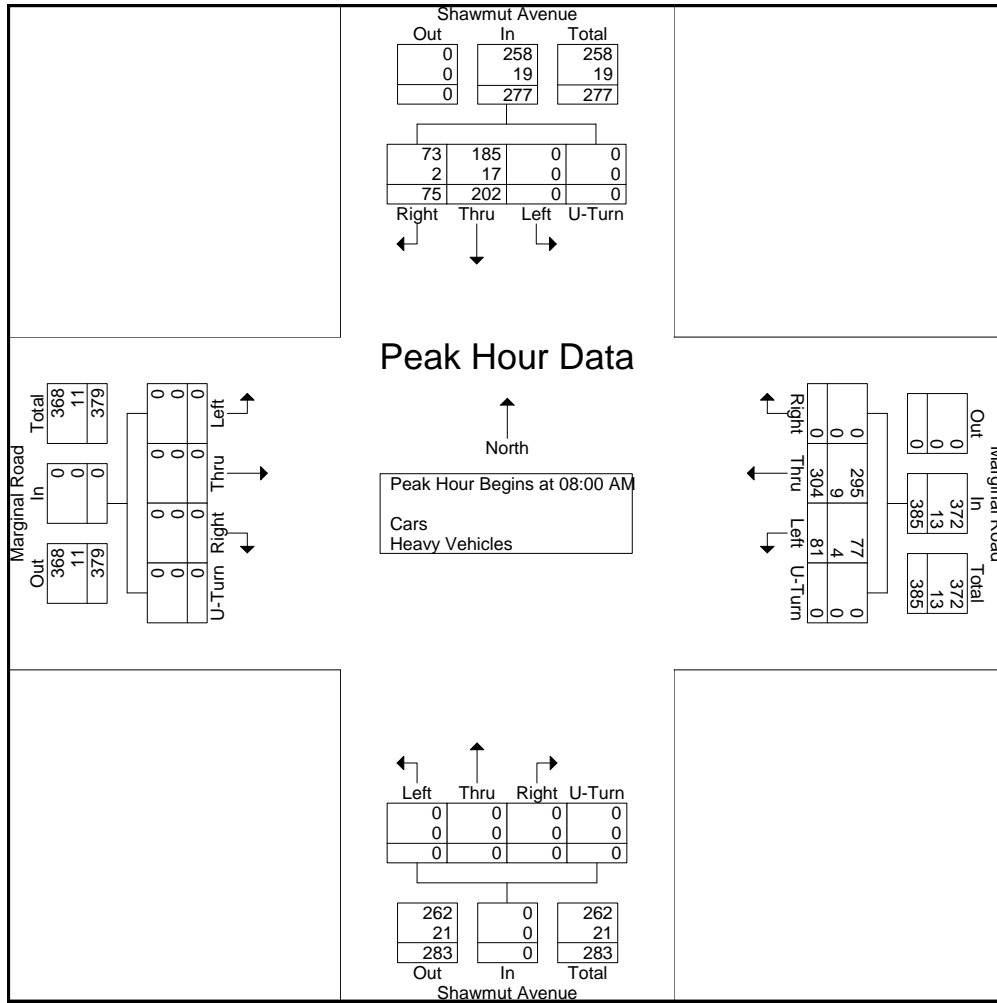 Shawmut Avenue
Out In Total
0 258 258
0 19 19
0 277 277
73 185 0 0
2 17 0 0
75 202 0 0
Right Thru Left U-Turn
Peak Hour Data
North
Peak Hour Begins at 08:00 AM
Cars
Heavy Vehicles
Marginal Road
Out In Total
368 0 368
11 0 11
379 0 379
U-Turn Right Thru Left
0 0 0 0
0 0 0 0
0 0 0 0
Marginal Road
Out In Total
0 372 372
0 13 13
0 385 385
0 295 77 0
0 9 4 0
0 304 81 0
Right Thru Left U-Turn
Left Thru Right U-Turn
0 0 0 0
0 0 0 0
0 0 0 0
262 0 262
21 0 21
283 0 283
Out In Total
Shawmut Avenue